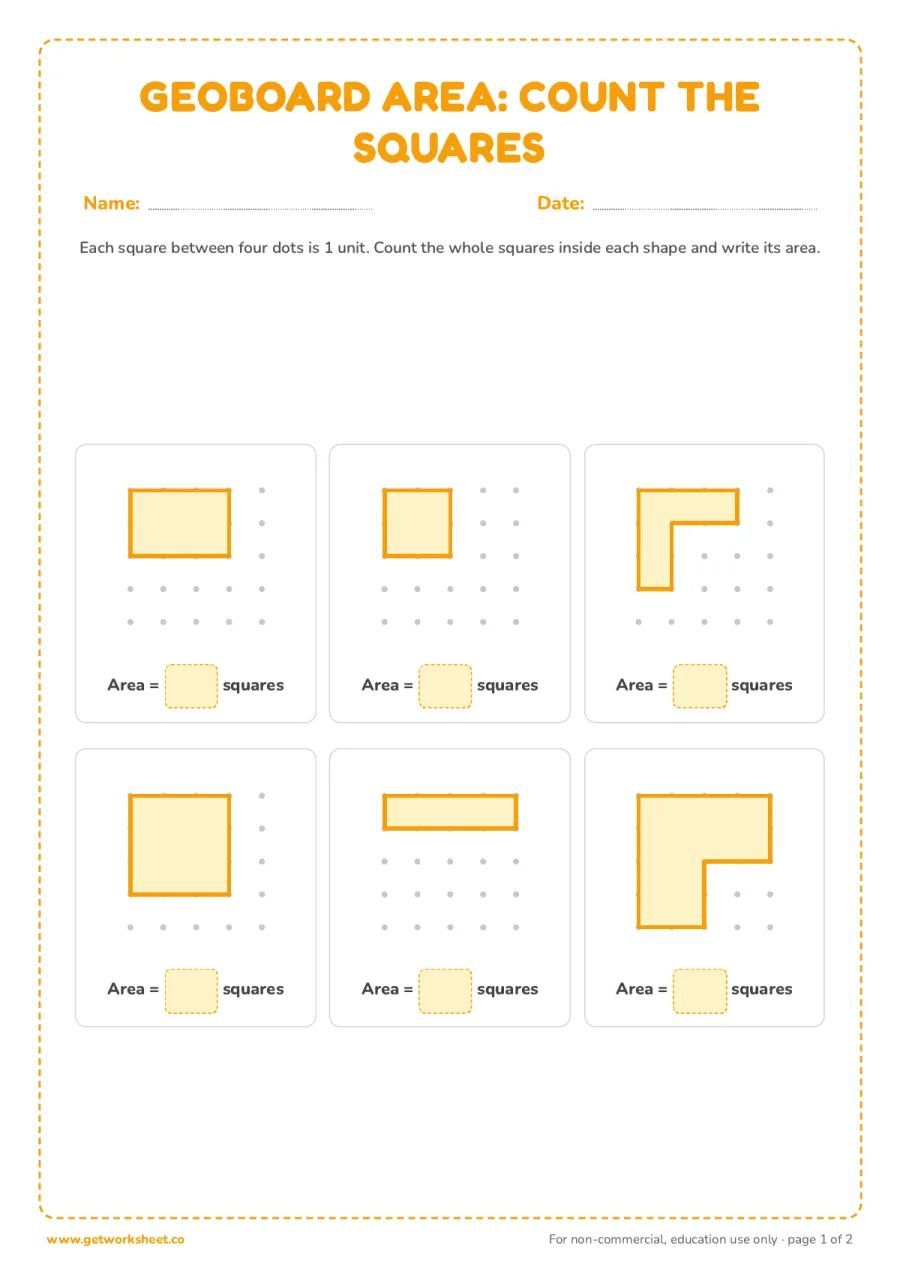 GEOBOARD AREA: COUNT THE
SQUARES
Name:
Date:
Each square between four dots is 1 unit. Count the whole squares inside each shape and write its area.
Area = squares
Area = squares
Area = squares
Area = squares
Area = squares
Area = squares
www.getworksheet.co
For non-commercial, education use only · page 1 of 2